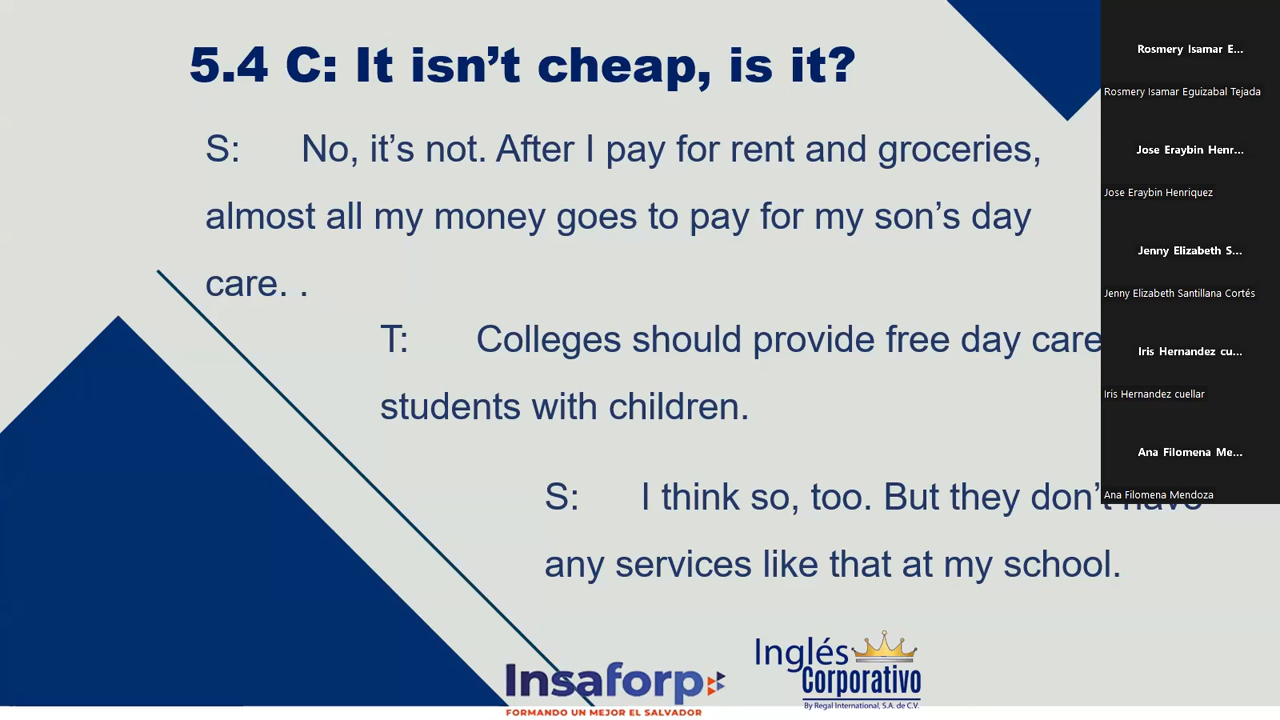 5.4 C: It isn’t cheap, is it?
S: No, it’s not. After I pay for rent and groceries,
almost all my money goes to pay for my son’s day
care. .
T: Colleges should provide free day care
students with children.
S: I think so, too. But they don’t have
any services like that at my school.
Rosmery Isamar E...
Rosmery Isamar Eguizabal Tejada
Jose Eraybin Henr...
Jose Eraybin Henriquez
Jenny Elizabeth S...
Jenny Elizabeth Santillana Cortés
Iris Hernandez cu...
Iris Hernandez cuellar
Ana Filomena Me...
Ana Filomena Mendoza
Insaforp
FORMANDO UN MEJOR EL SALVADOR
Inglés
Corporativo
By Regal International, S.A. de C.V.